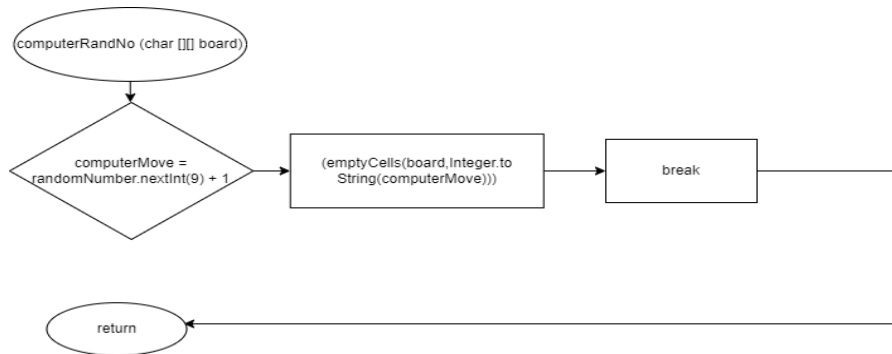 computerRandNo (char [][] board)
computerMove =
randomNumber.nextInt(9) + 1
(emptyCells(board,Integer.to
String(computerMove)))
break
return